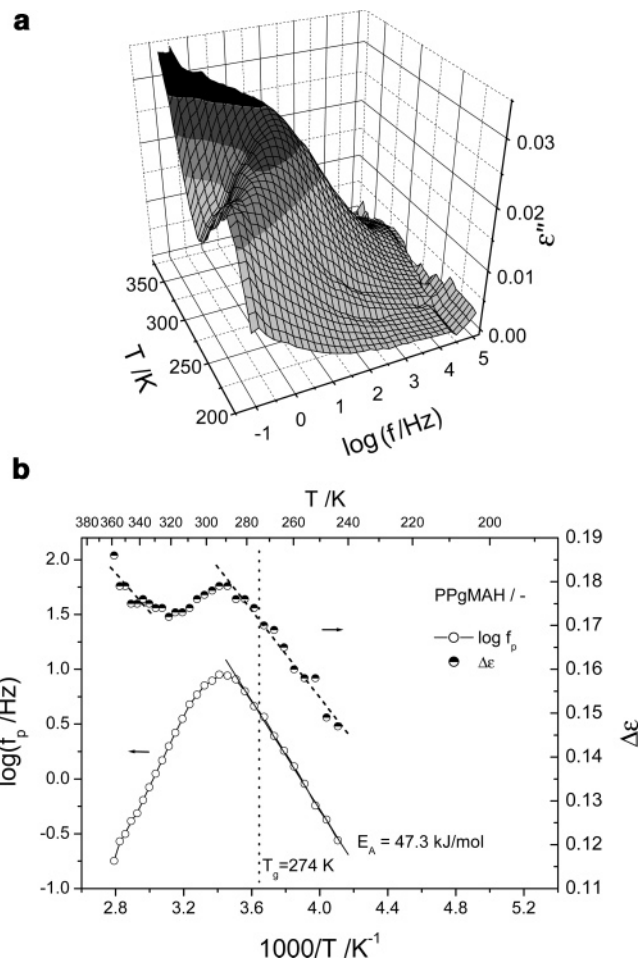 a
0.03
0.02
0.01
0.00
ε''
350
300
250
200
T /K
-1 0 1 2 3 4 5
log (f /Hz)
b
T /K
380 360 340 320 300 280 260 240 220 200
2.0
1.5
1.0
0.5
0.0
-0.5
-1.0
log(f_p /Hz)
0.19
0.18
0.17
0.16
0.15
0.14
0.13
0.12
0.11
Δε
PPgMAH / -
log f_p
Δε
E_A = 47.3 kJ/mol
T_g=274 K
2.8 3.2 3.6 4.0 4.4 4.8 5.2
1000/T /K⁻¹